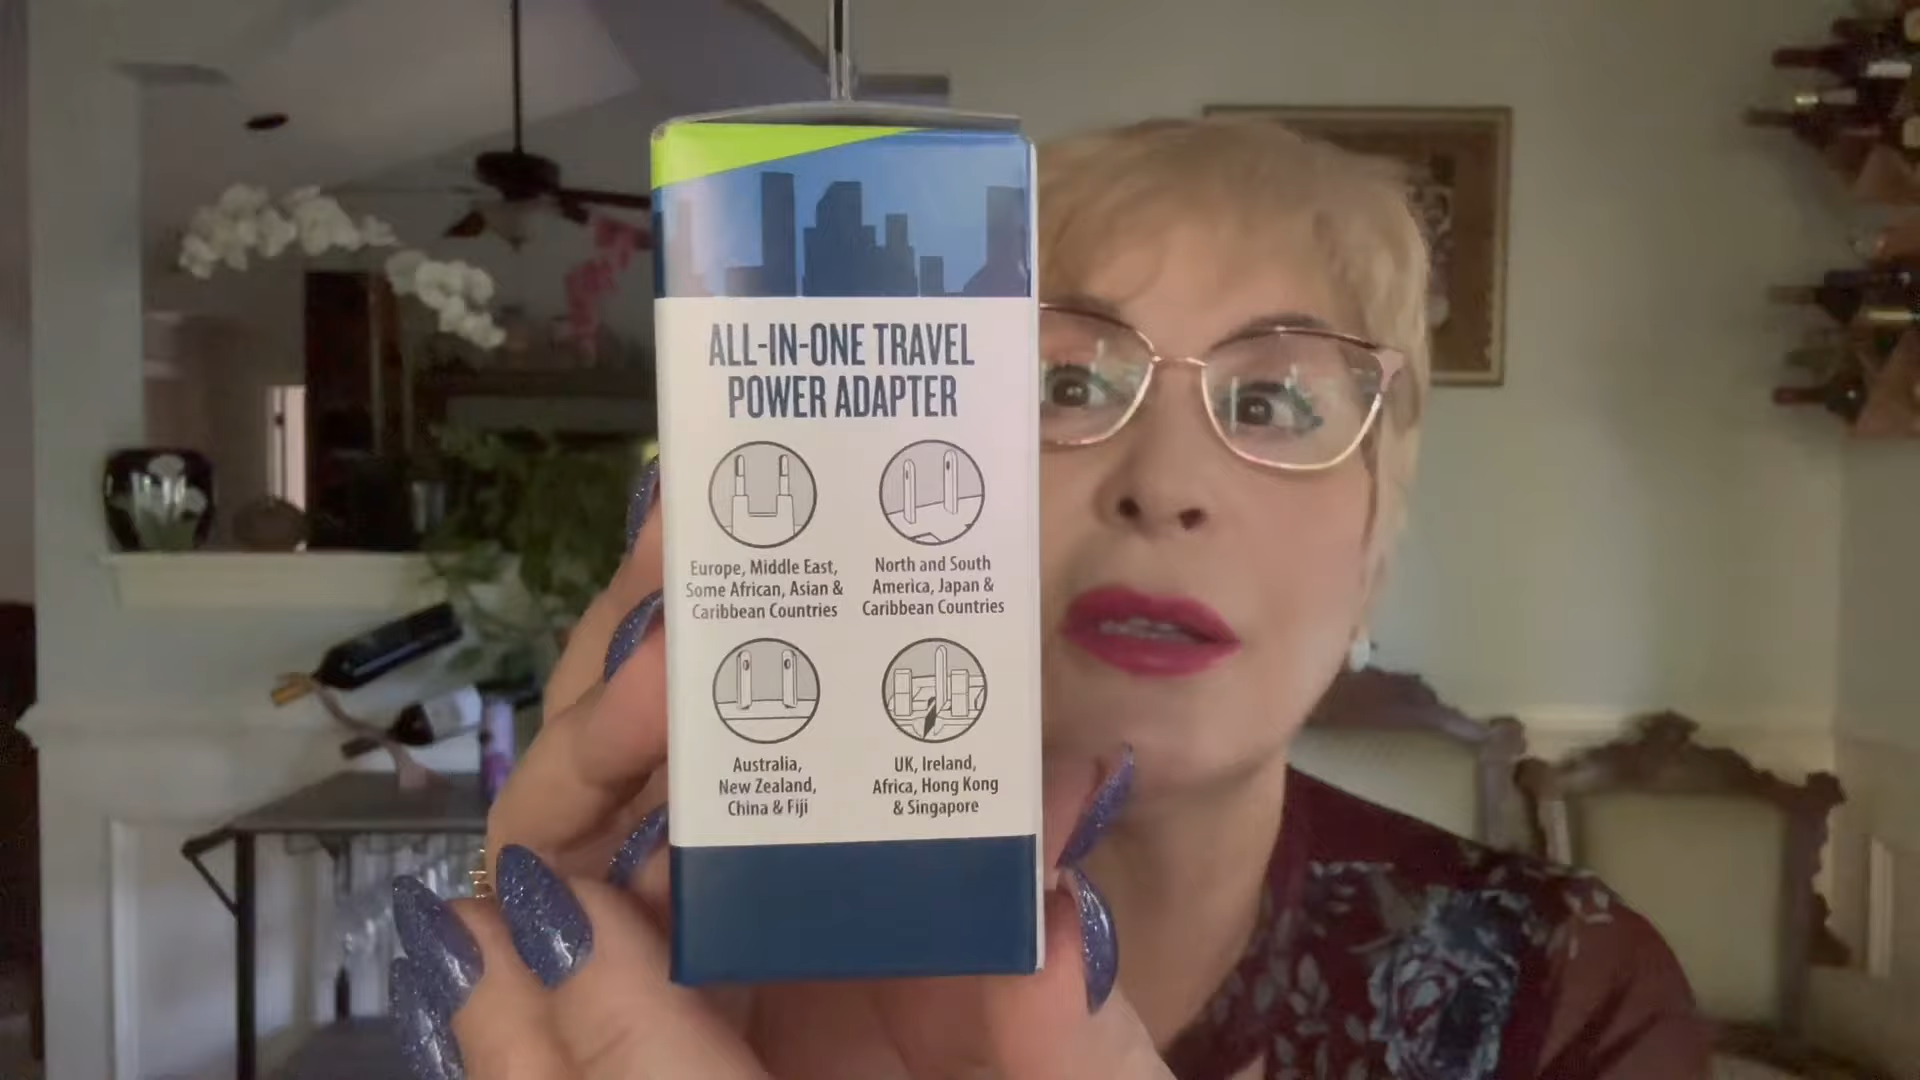 ALL-IN-ONE TRAVEL
POWER ADAPTER
Europe, Middle East,
Some African, Asian &
Caribbean Countries
North and South
America, Japan &
Caribbean Countries
Australia,
New Zealand,
China & Fiji
UK, Ireland,
Africa, Hong Kong
& Singapore